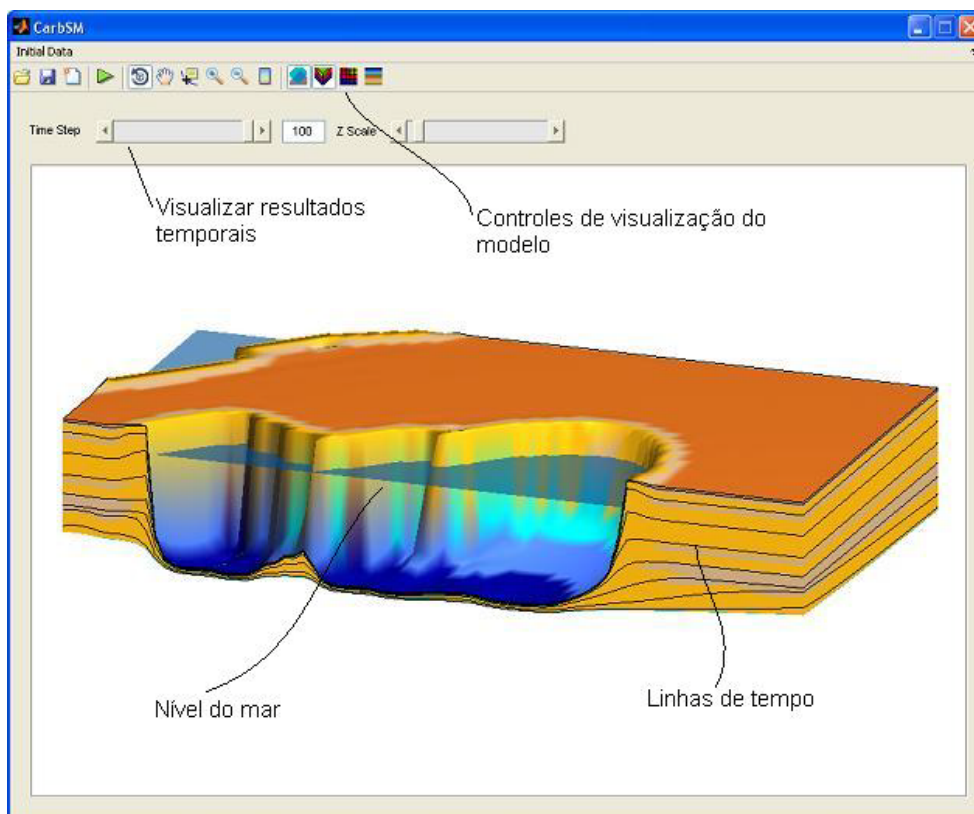 CarbSM
Initial Data
Time Step
100
Z Scale
Visualizar resultados
temporais
Controles de visualização do
modelo
Nível do mar
Linhas de tempo